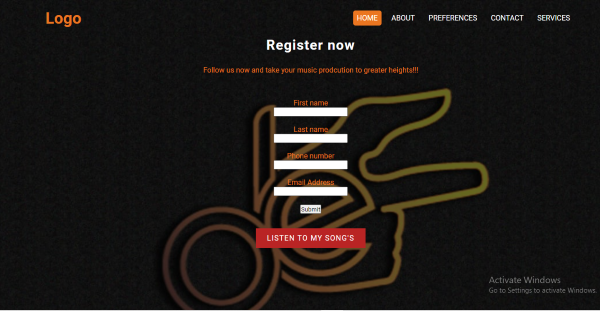 Logo
HOME ABOUT PREFERENCES CONTACT SERVICES
Register now
Follow us now and take your music prodcution to greater heights!!!
First name
Last name
Phone number
Email Address
Submit
LISTEN TO MY SONG'S
Activate Windows
Go to Settings to activate Windows.